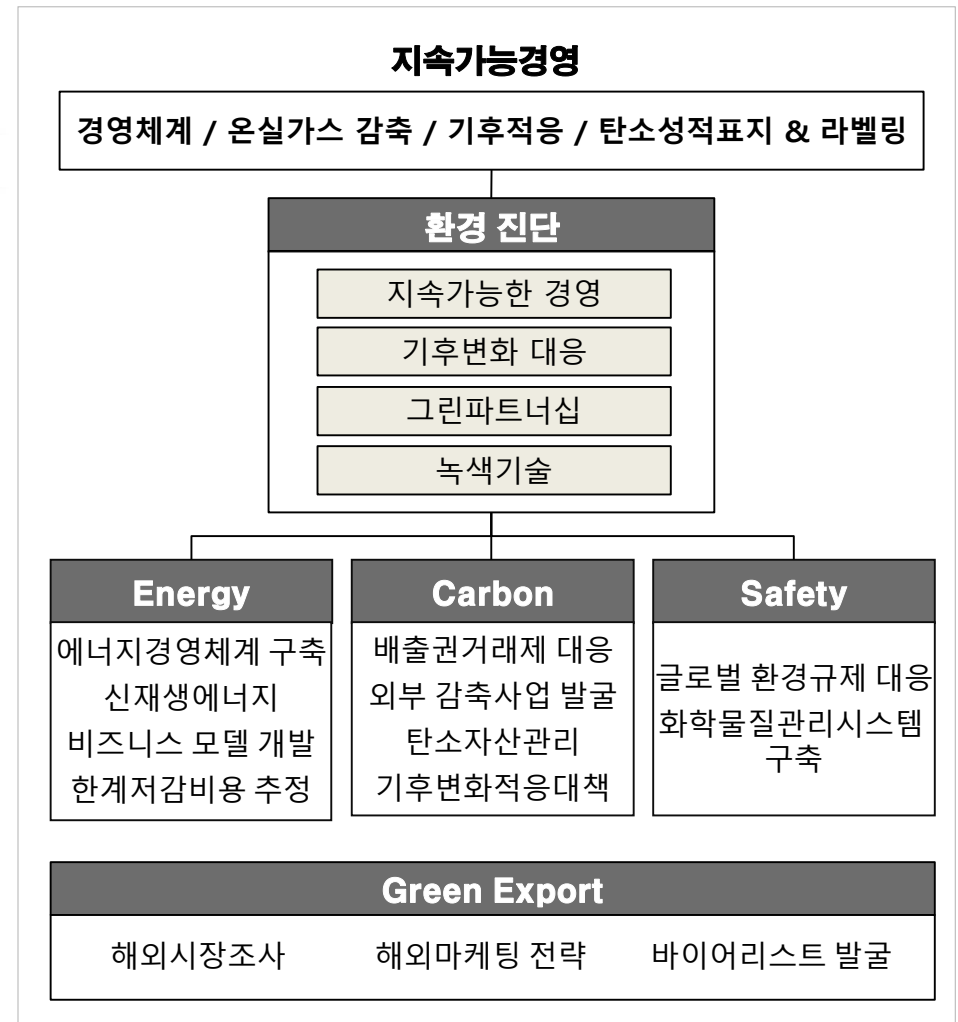 지속가능경영
경영체계 / 온실가스 감축 / 기후적응 / 탄소성적표지 & 라벨링
환경 진단
지속가능한 경영
기후변화 대응
그린파트너십
녹색기술
Energy
에너지경영체계 구축
신재생에너지
비즈니스 모델 개발
한계저감비용 추정
Carbon
배출권거래제 대응
외부 감축사업 발굴
탄소자산관리
기후변화적응대책
Safety
글로벌 환경규제 대응
화학물질관리시스템
구축
Green Export
해외시장조사
해외마케팅 전략
바이어리스트 발굴